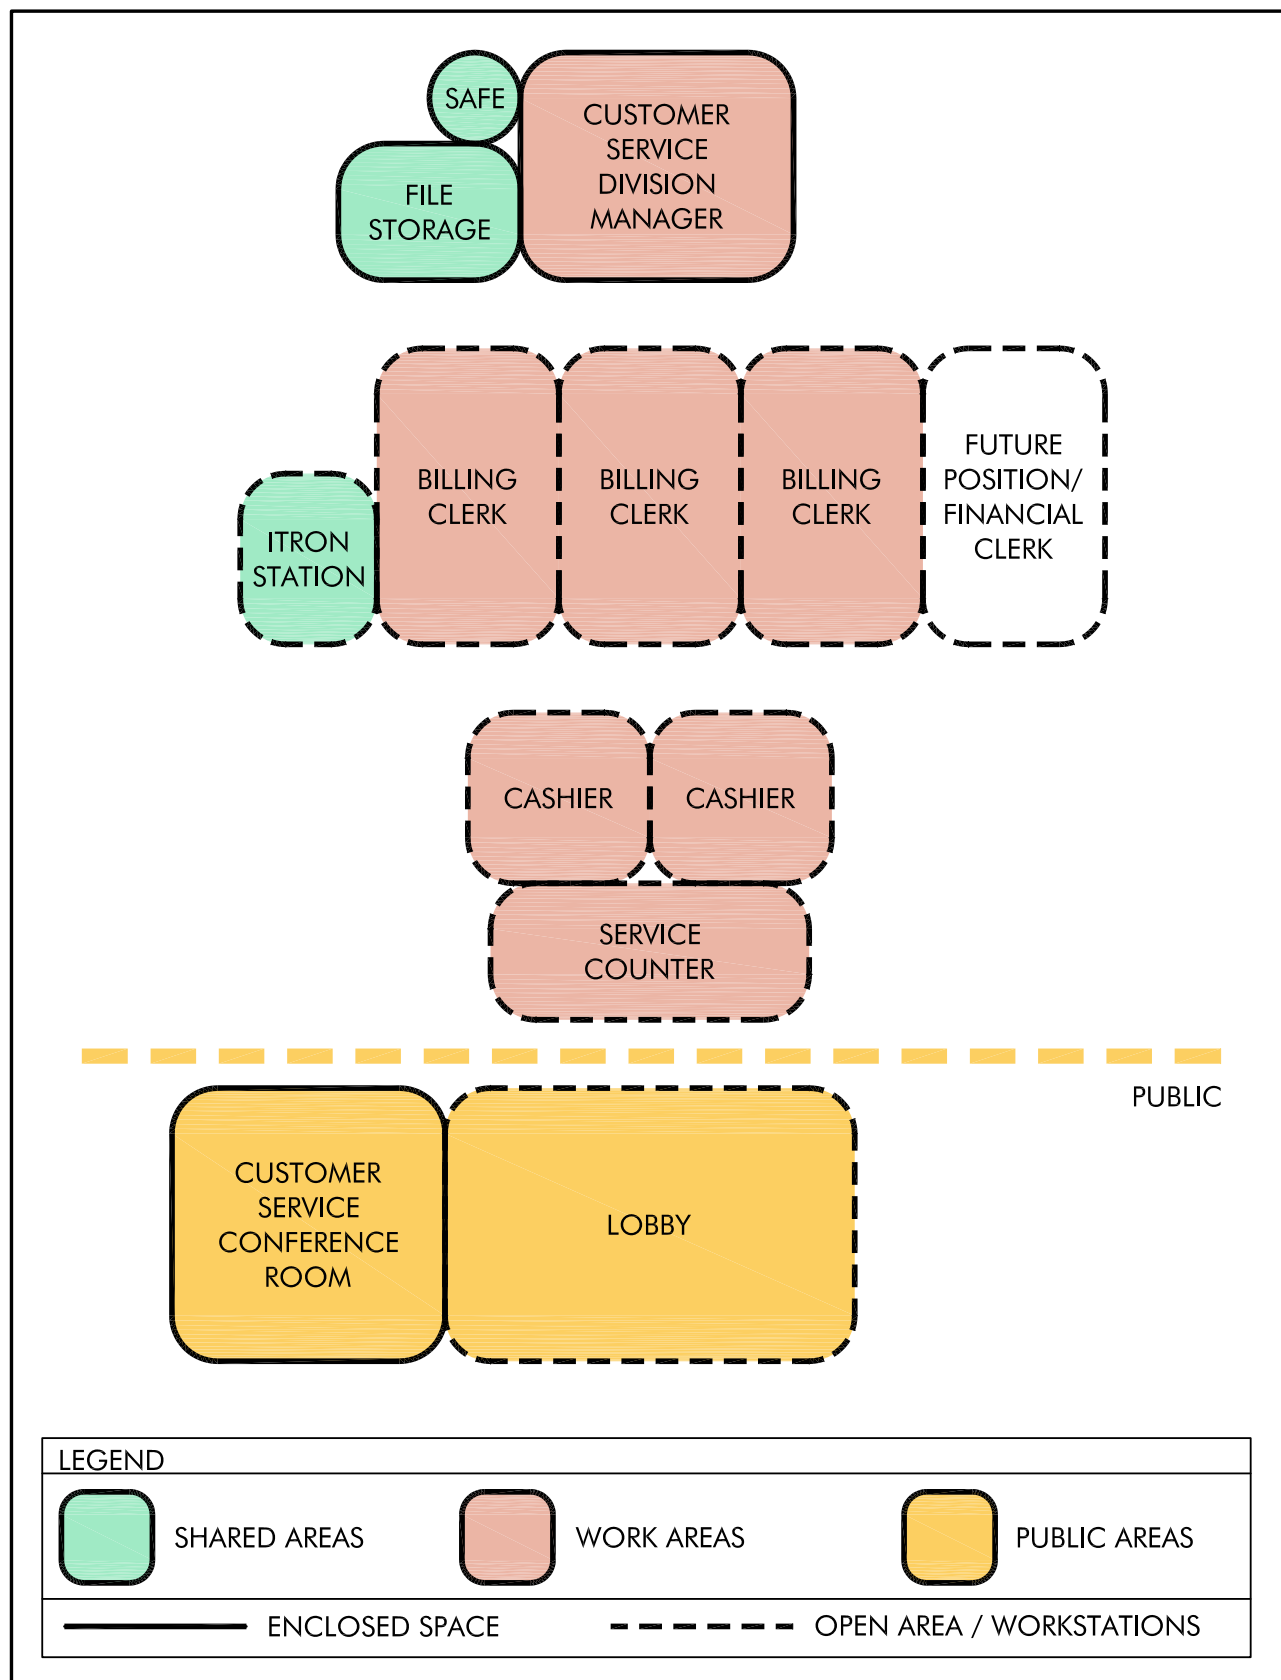 SAFE
CUSTOMER
SERVICE
DIVISION
MANAGER
FILE
STORAGE
ITRON
STATION
BILLING
CLERK
BILLING
CLERK
BILLING
CLERK
FUTURE
POSITION/
FINANCIAL
CLERK
CASHIER
CASHIER
SERVICE
COUNTER
PUBLIC
CUSTOMER
SERVICE
CONFERENCE
ROOM
LOBBY
LEGEND
SHARED AREAS
WORK AREAS
PUBLIC AREAS
ENCLOSED SPACE
OPEN AREA / WORKSTATIONS